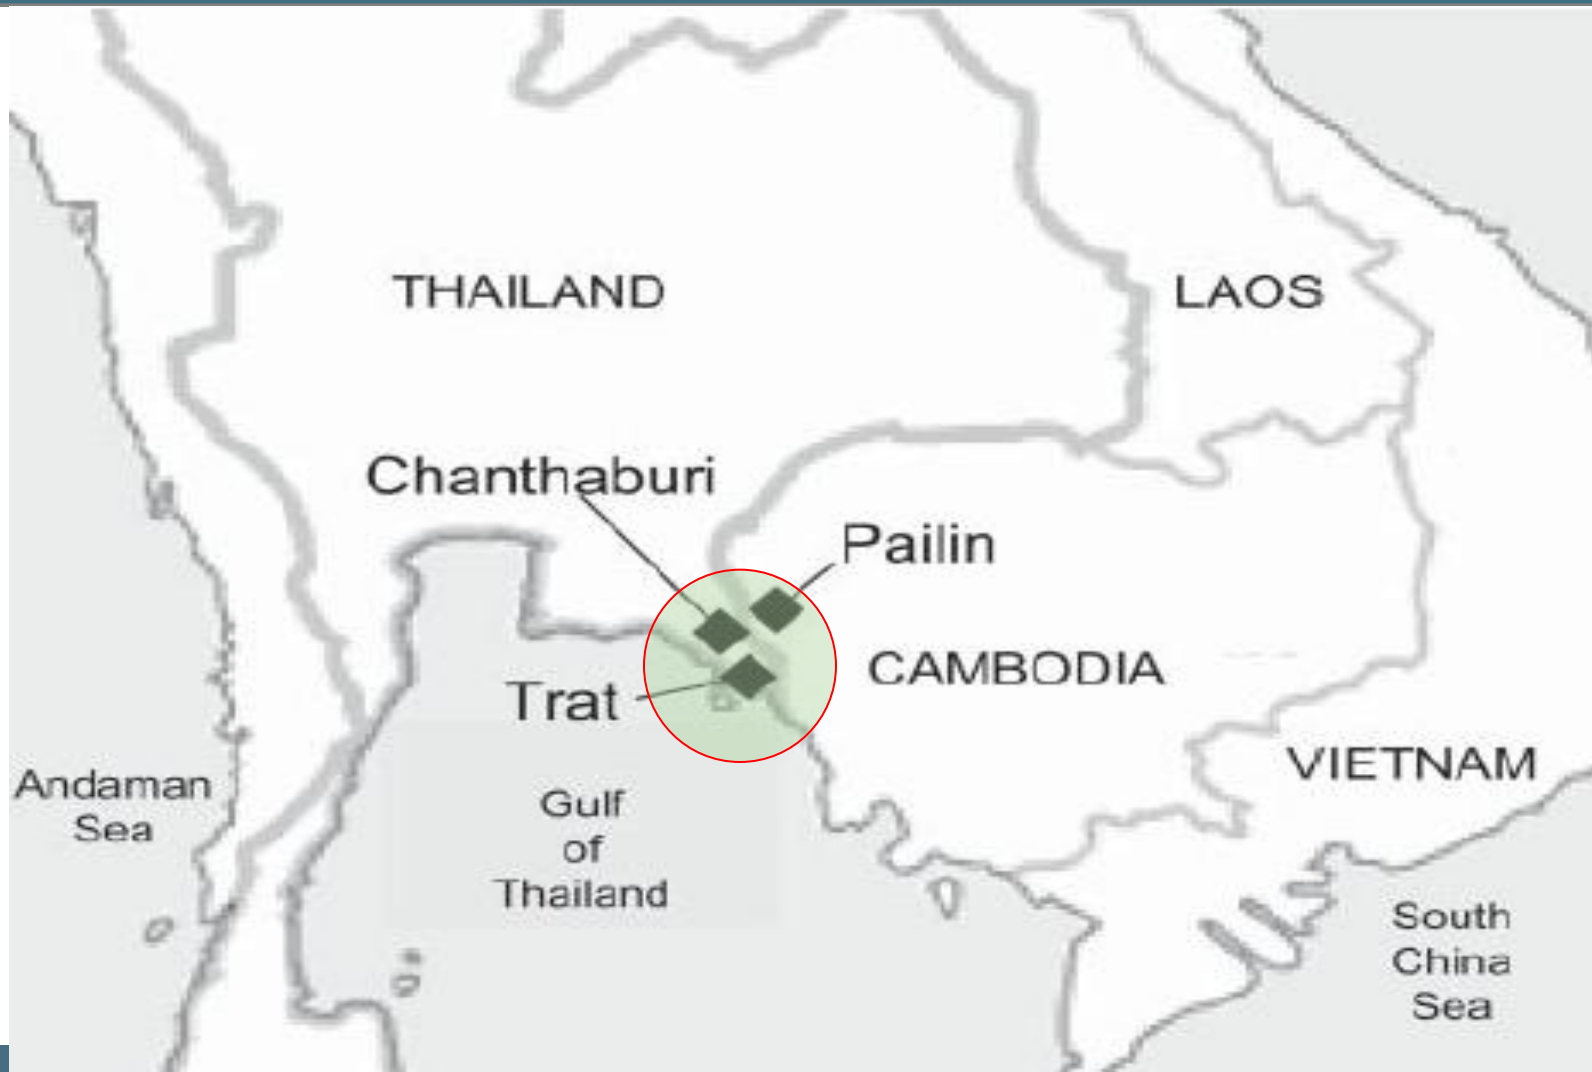 THAILAND
LAOS
Chanthaburi
Pailin
CAMBODIA
Trat
VIETNAM
Andaman
Sea
Gulf
of
Thailand
South
China
Sea